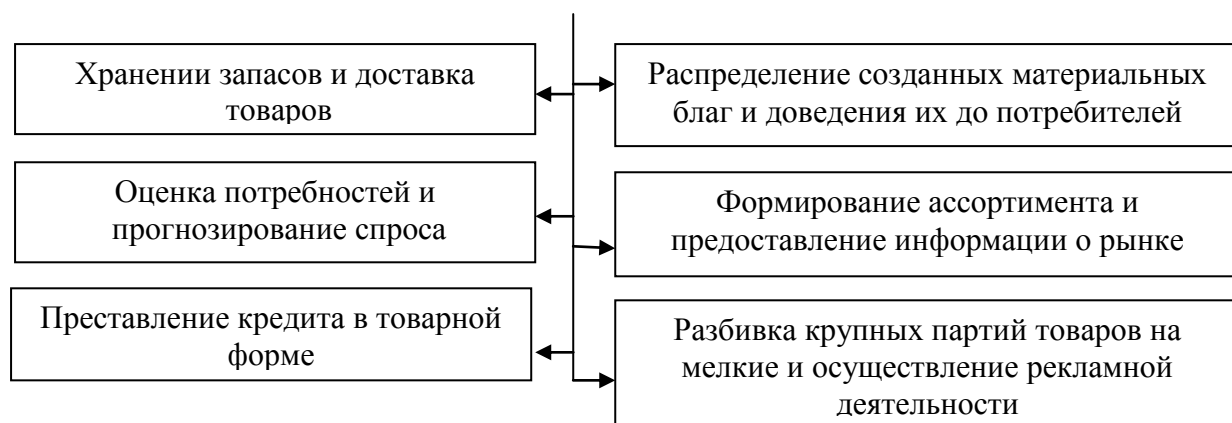 Хранении запасов и доставка
товаров
Распределение созданных материальных
благ и доведения их до потребителей
Оценка потребностей и
прогнозирование спроса
Формирование ассортимента и
предоставление информации о рынке
Преставление кредита в товарной
форме
Разбивка крупных партий товаров на
мелкие и осуществление рекламной
деятельности